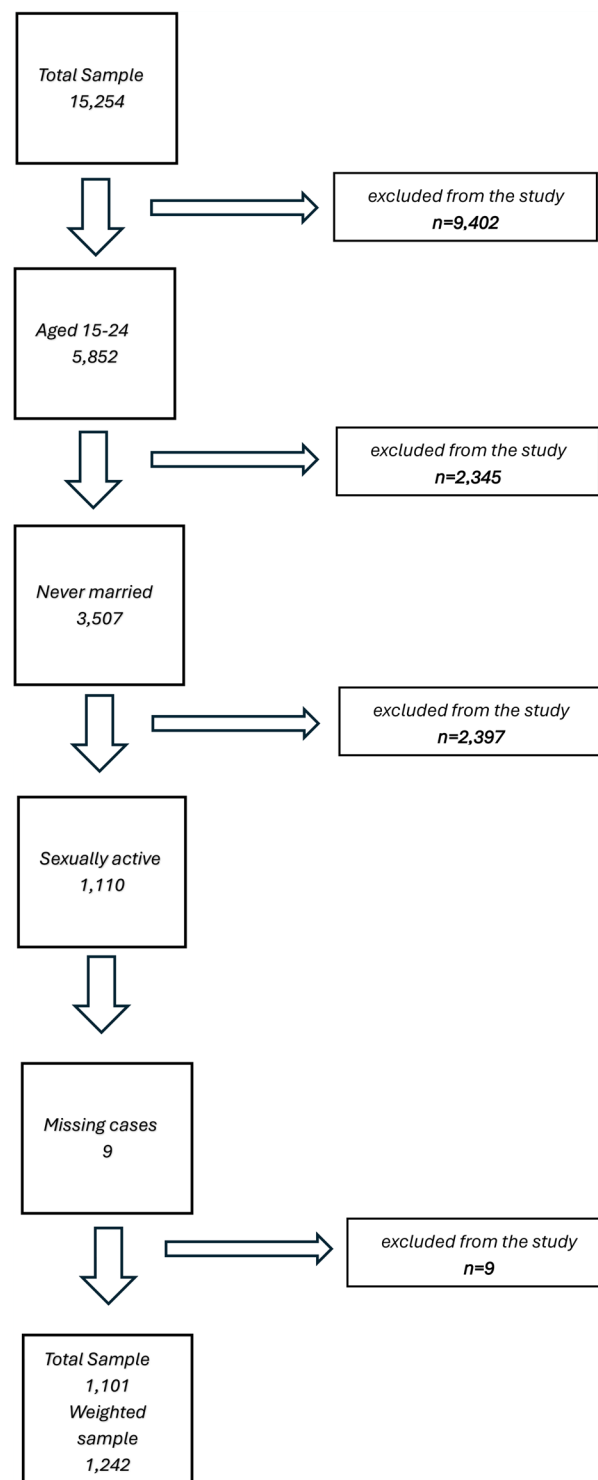 Total Sample
15,254
excluded from the study
n=9,402
Aged 15-24
5,852
excluded from the study
n=2,345
Never married
3,507
excluded from the study
n=2,397
Sexually active
1,110
Missing cases
9
excluded from the study
n=9
Total Sample
1,101
Weighted
sample
1,242